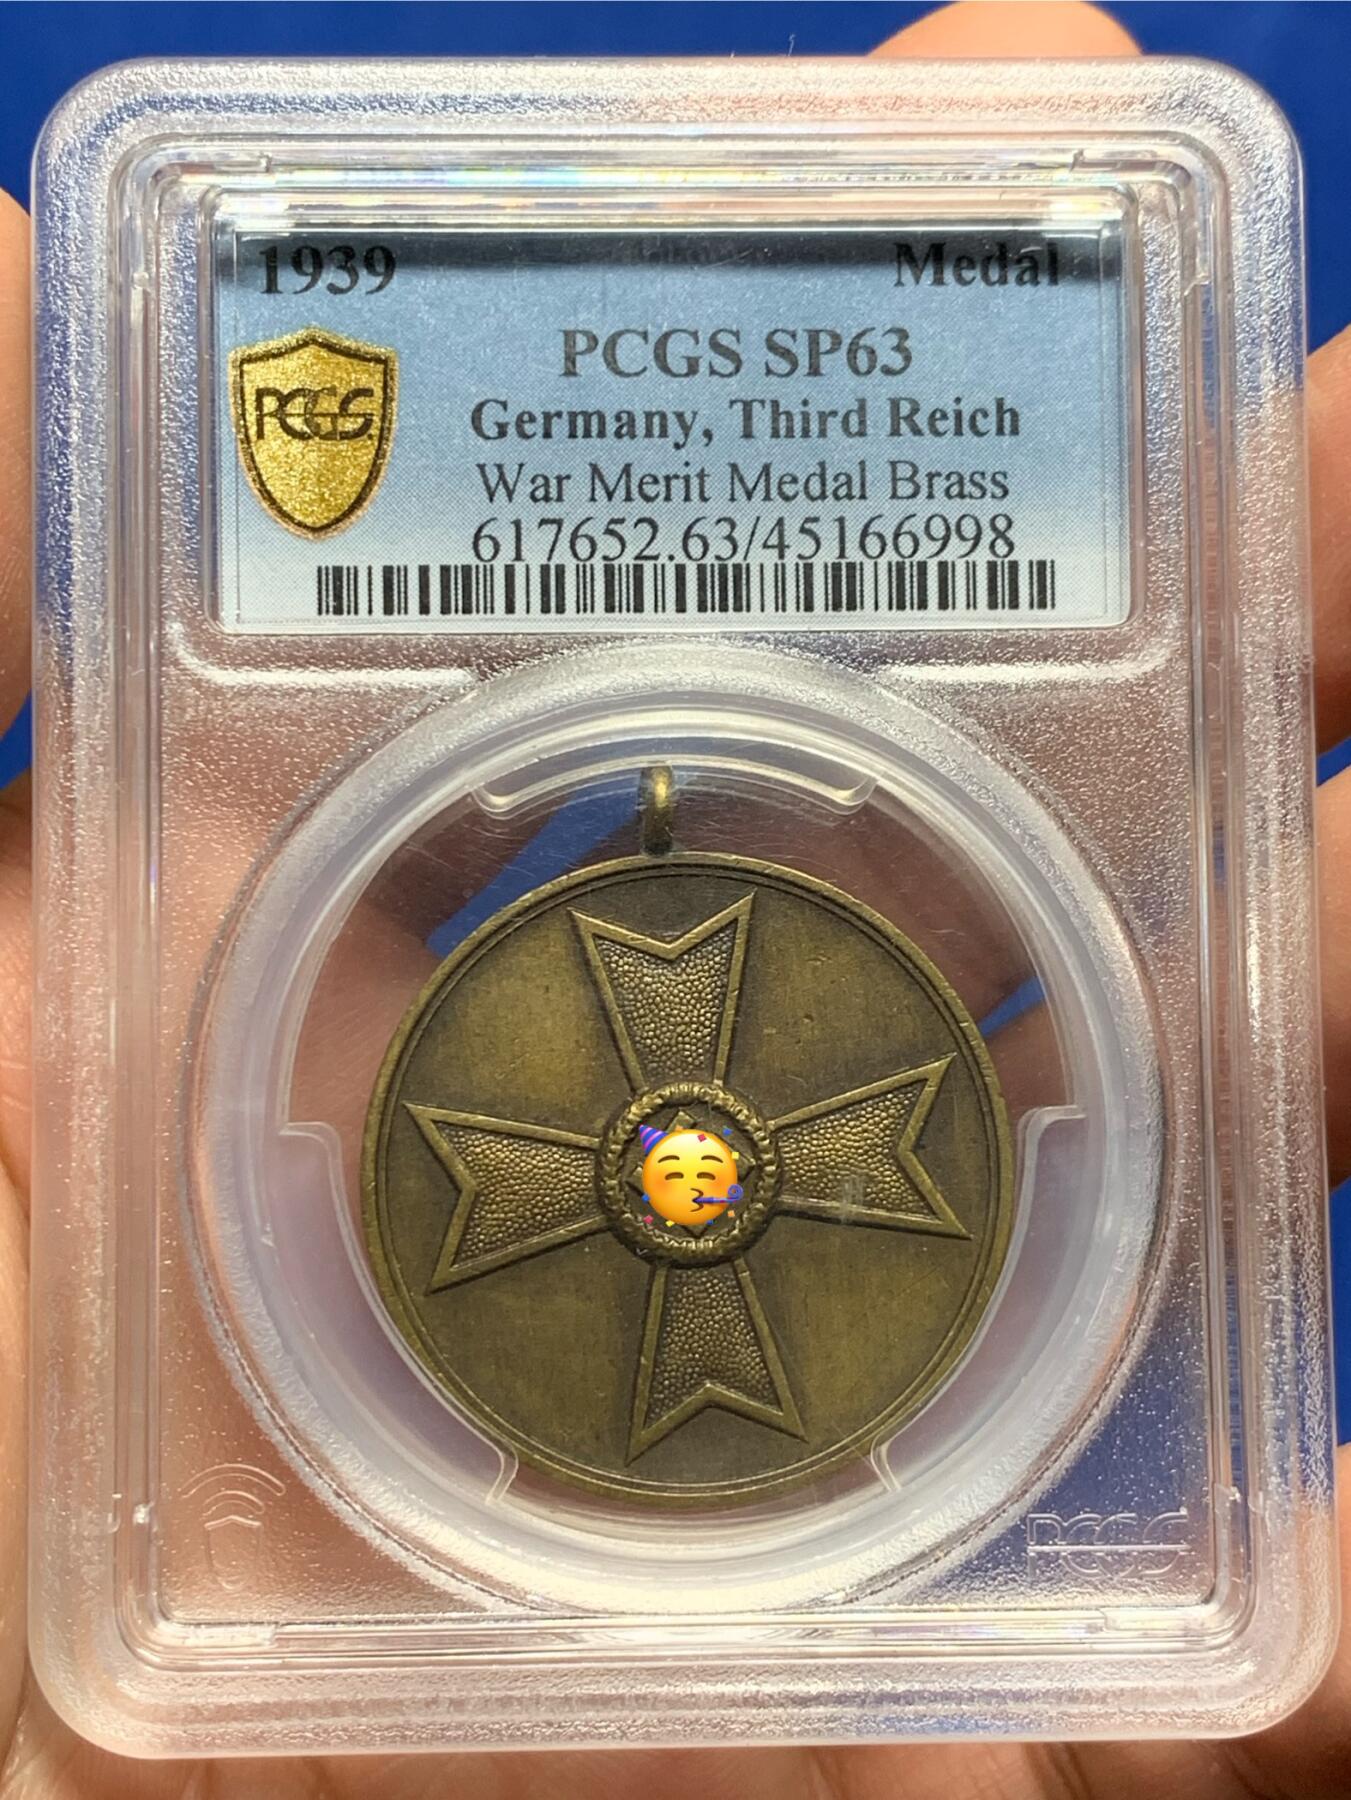 1939 Medal
PCGS SP63
PCGS
Germany, Third Reich
War Merit Medal Brass
617652.63/45166998
PCGS